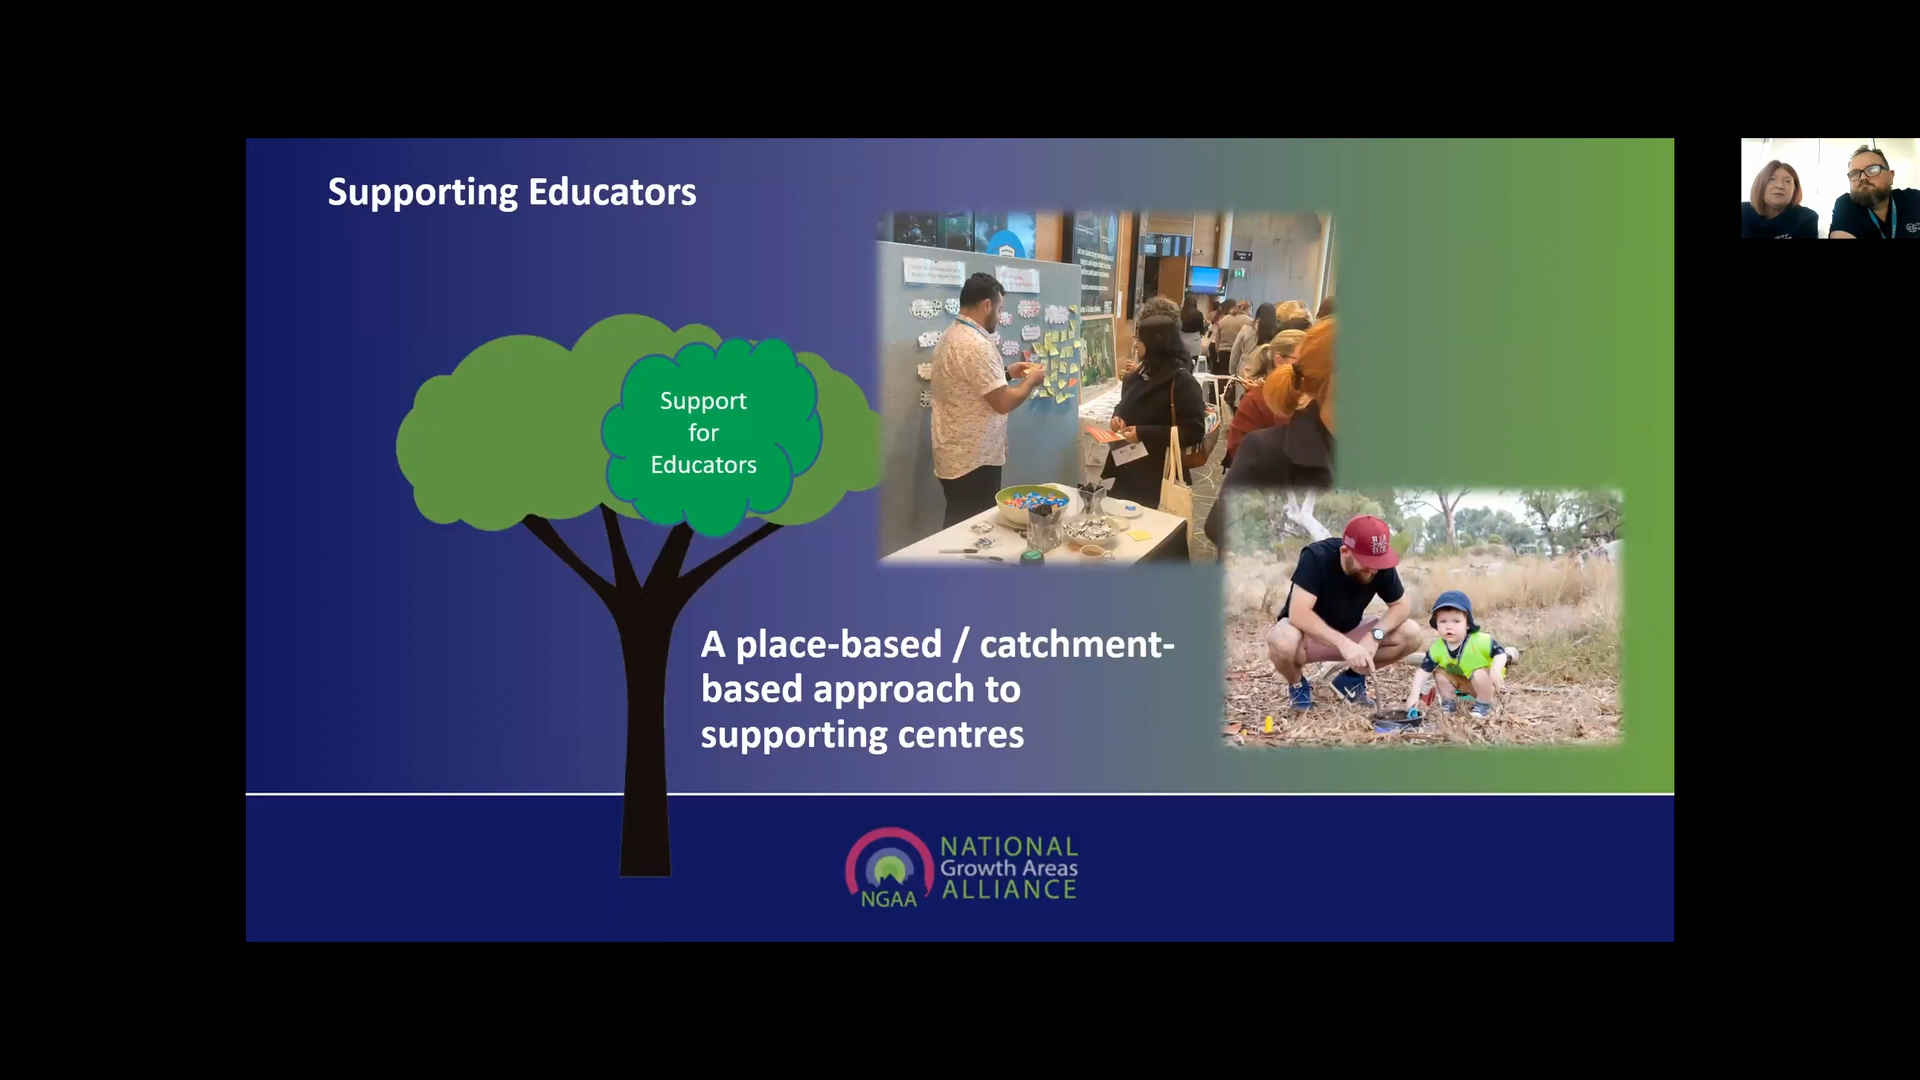 Supporting Educators
Support
for
Educators
A place-based / catchment-
based approach to
supporting centres
NGAA
NATIONAL
Growth Areas
ALLIANCE